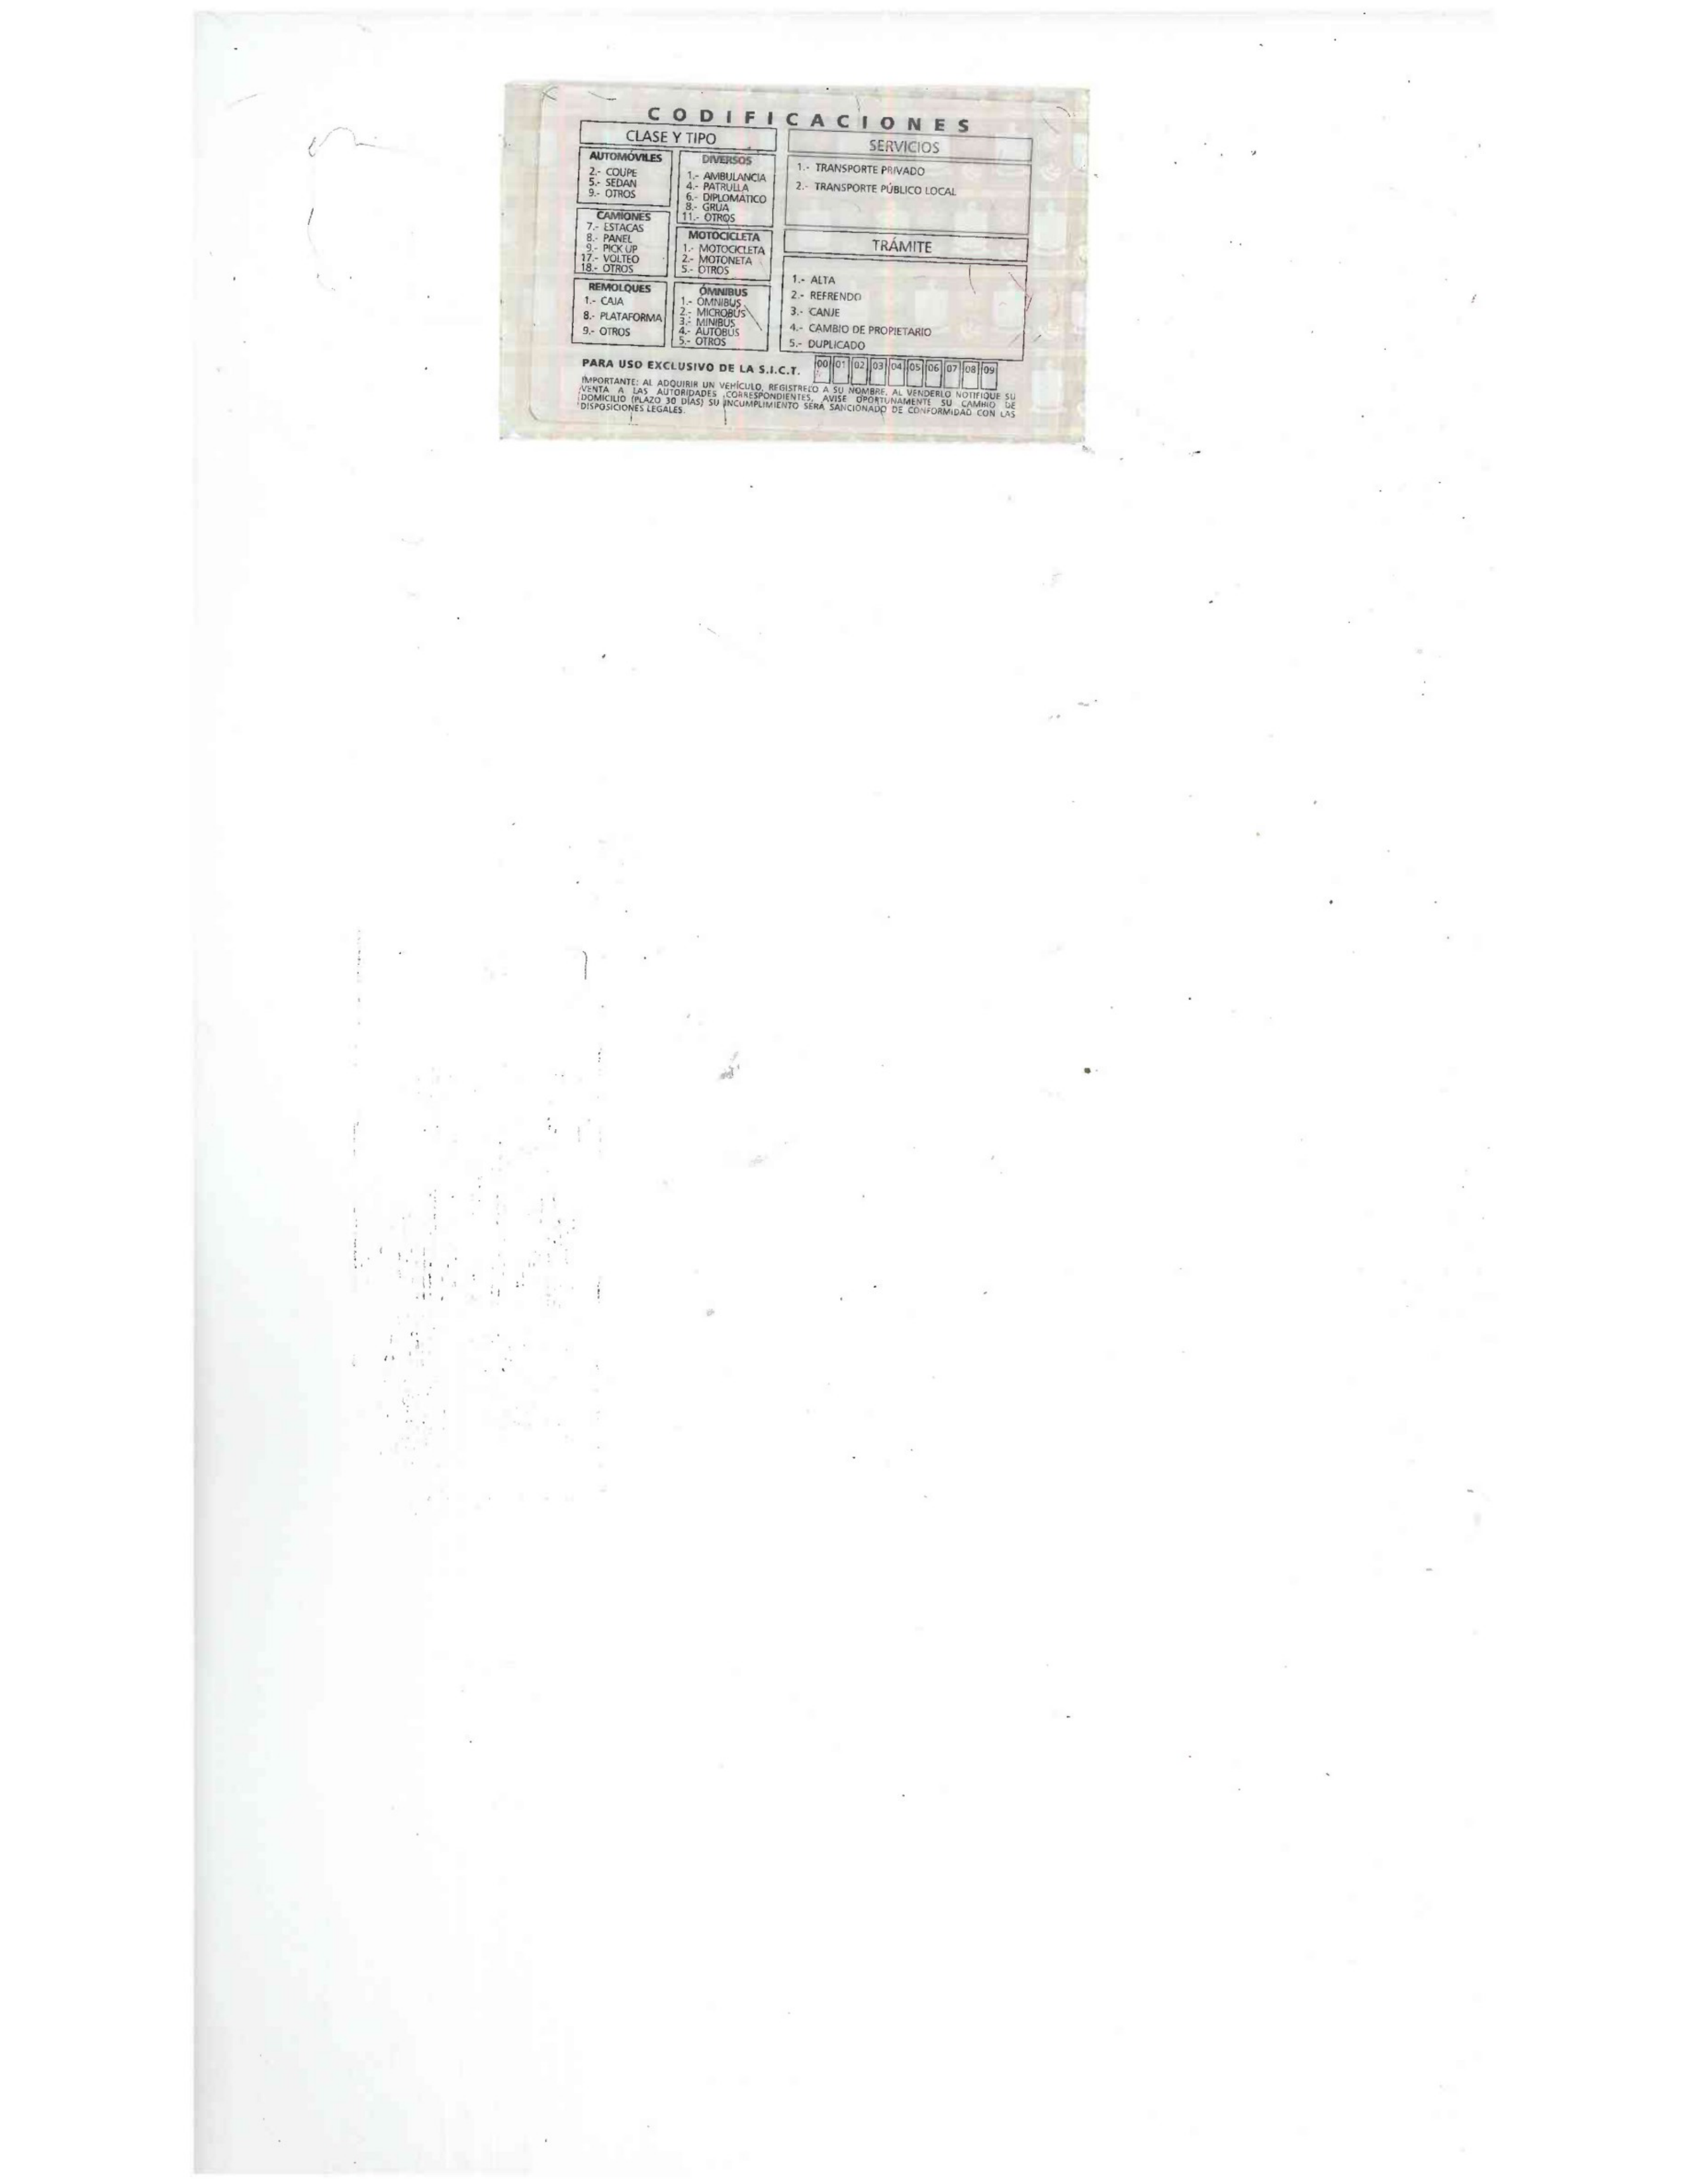 CODIFICACIONES
CLASE Y TIPO
AUTOMÓVILES
2.- COUPE
5.- SEDAN
9.- OTROS
CAMIONES
7.- ESTACAS
8.- PANEL
9.- PICK UP
17.- VOLTEO
18.- OTROS
REMOLQUES
1.- CAJA
8.- PLATAFORMA
9.- OTROS
DIVERSOS
1.- AMBULANCIA
4.- PATRULLA
6.- DIPLOMÁTICO
8.- GRUA
11.- OTROS
MOTOCICLETA
1.- MOTOCICLETA
2.- MOTONETA
5.- OTROS
ÓMNIBUS
1.- ÓMNIBUS
2.- MICROBÚS
3.- MINIBUS
4.- AUTOBÚS
5.- OTROS
SERVICIOS
1.- TRANSPORTE PRIVADO
2.- TRANSPORTE PÚBLICO LOCAL
TRÁMITE
1.- ALTA
2.- REFRENDO
3.- CANJE
4.- CAMBIO DE PROPIETARIO
5.- DUPLICADO
PARA USO EXCLUSIVO DE LA S.I.C.T. 00 01 02 03 04 05 06 07 08 09
IMPORTANTE: AL ADQUIRIR UN VEHÍCULO, REGISTRELO A SU NOMBRE. AL VENDERLO NOTIFIQUE SU
VENTA A LAS AUTORIDADES CORRESPONDIENTES, AVISE OPORTUNAMENTE SU CAMBIO DE
DOMICILIO (PLAZO 30 DÍAS) SU INCUMPLIMIENTO SERÁ SANCIONADO DE CONFORMIDAD CON LAS
DISPOSICIONES LEGALES.